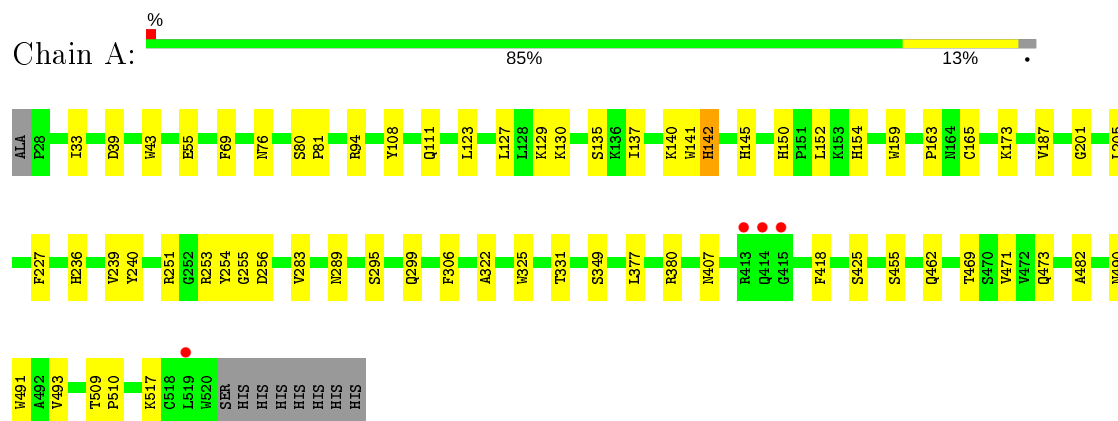 %
Chain A:
85% 13% •
ALA P28 I33 D39 W43 E55 F69 N76 S80 P81 R94 Y108 Q111 L123 L127 L128 K129 K130 S135 K136 I137 K140 W141 H142 H145 H150 P151 L152 K153 H154 W159 P163 N164 C165 K173 V187 G201 L205
F227 H236 V239 Y240 R251 G252 R253 Y254 G255 D256 V283 N289 S295 Q299 F306 A322 W325 T331 S349 L377 R380 N407 R413 Q414 G415 F418 S425 S455 Q462 T469 S470 V471 V472 Q473 A482 N490
W491 A492 V493 T509 P510 K517 C518 L519 W520 SER HIS HIS HIS HIS HIS HIS HIS